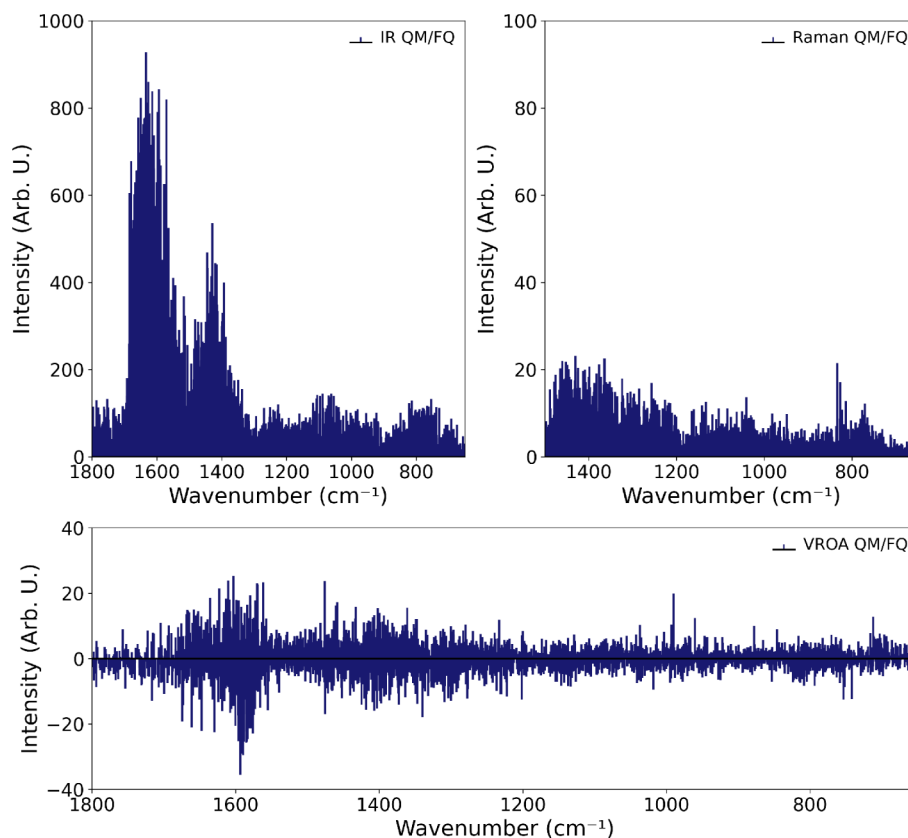 IR QM/FQ
Intensity (Arb. U.)
1000
800
600
400
200
0
1800 1600 1400 1200 1000 800
Wavenumber (cm⁻¹)
Raman QM/FQ
Intensity (Arb. U.)
100
80
60
40
20
0
1400 1200 1000 800
Wavenumber (cm⁻¹)
VROA QM/FQ
Intensity (Arb. U.)
40
20
0
−20
−40
1800 1600 1400 1200 1000 800
Wavenumber (cm⁻¹)